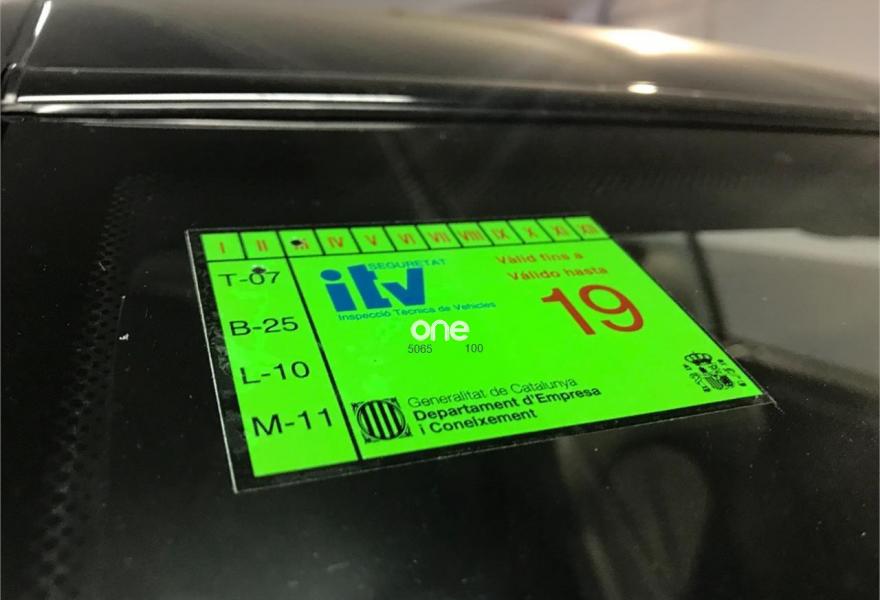 I II III IV V VI VII VIII IX X XI XII
T-07
B-25
L-10
M-11
SEGURETAT
itv
Inspecció Tècnica de Vehicles
Vàlid fins a
Válido hasta
19
one
5065 100
Generalitat de Catalunya
Departament d'Empresa
i Coneixement